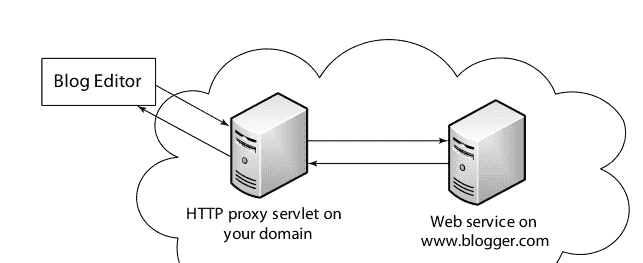 Blog Editor
HTTP proxy servlet on
your domain
Web service on
www.blogger.com